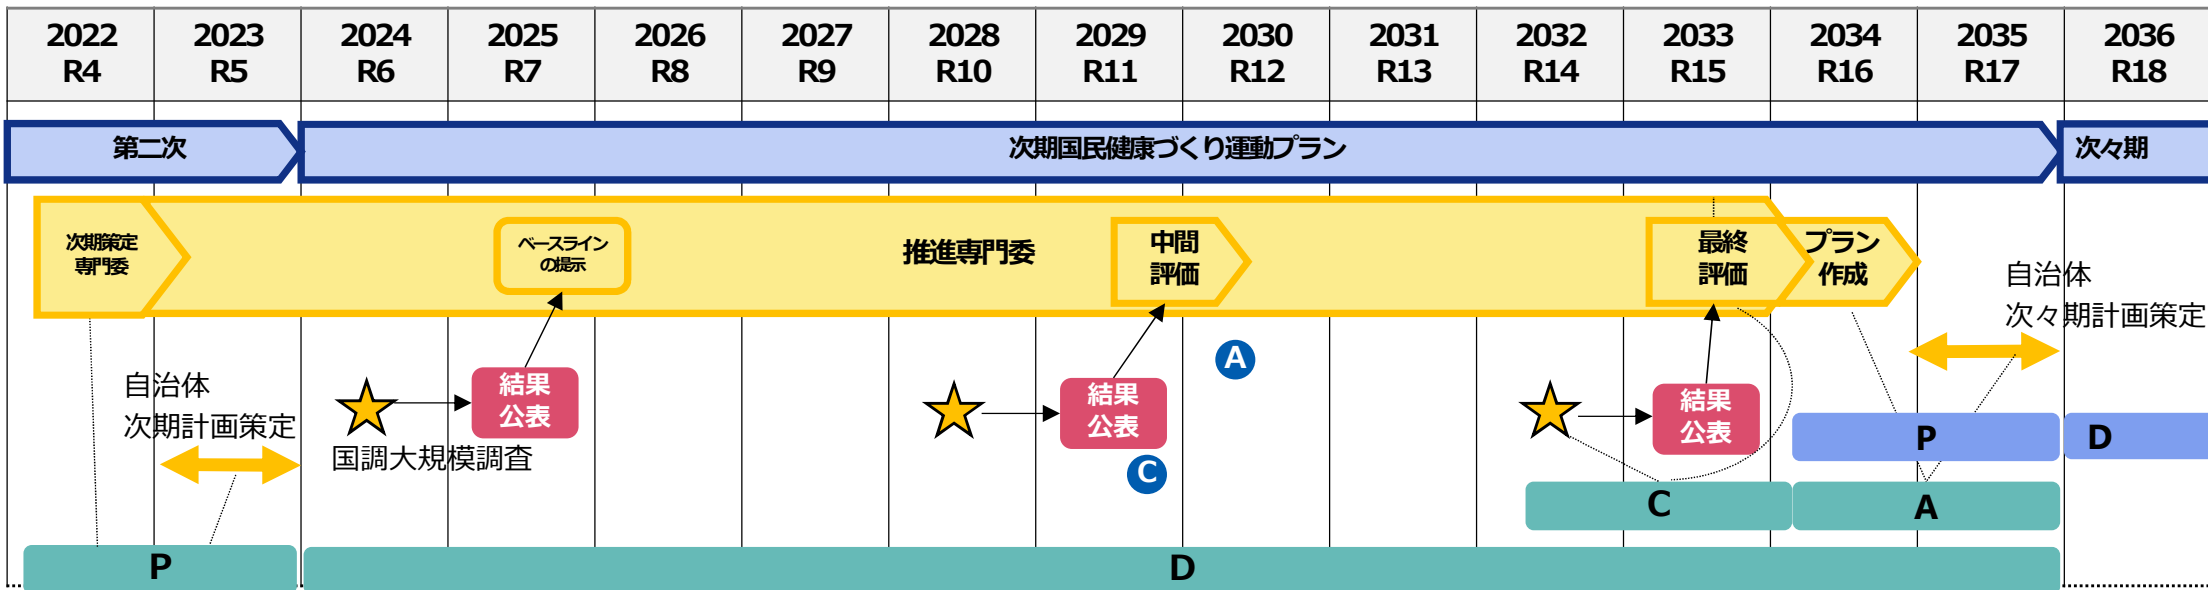 2022 2023 2024 2025 2026 2027 2028 2029 2030 2031 2032 2033 2034 2035 2036
R4 R5 R6 R7 R8 R9 R10 R11 R12 R13 R14 R15 R16 R17 R18
第二次 次期国民健康づくり運動プラン 次々期
次期策定
専門委
ベースライン
の提示
推進専門委
中間
評価
最終
評価
プラン
作成
自治体
次々期計画策定
自治体
次期計画策定
国調大規模調査
結果
公表
結果
公表
結果
公表
A
C
P
D
C
A
P
D